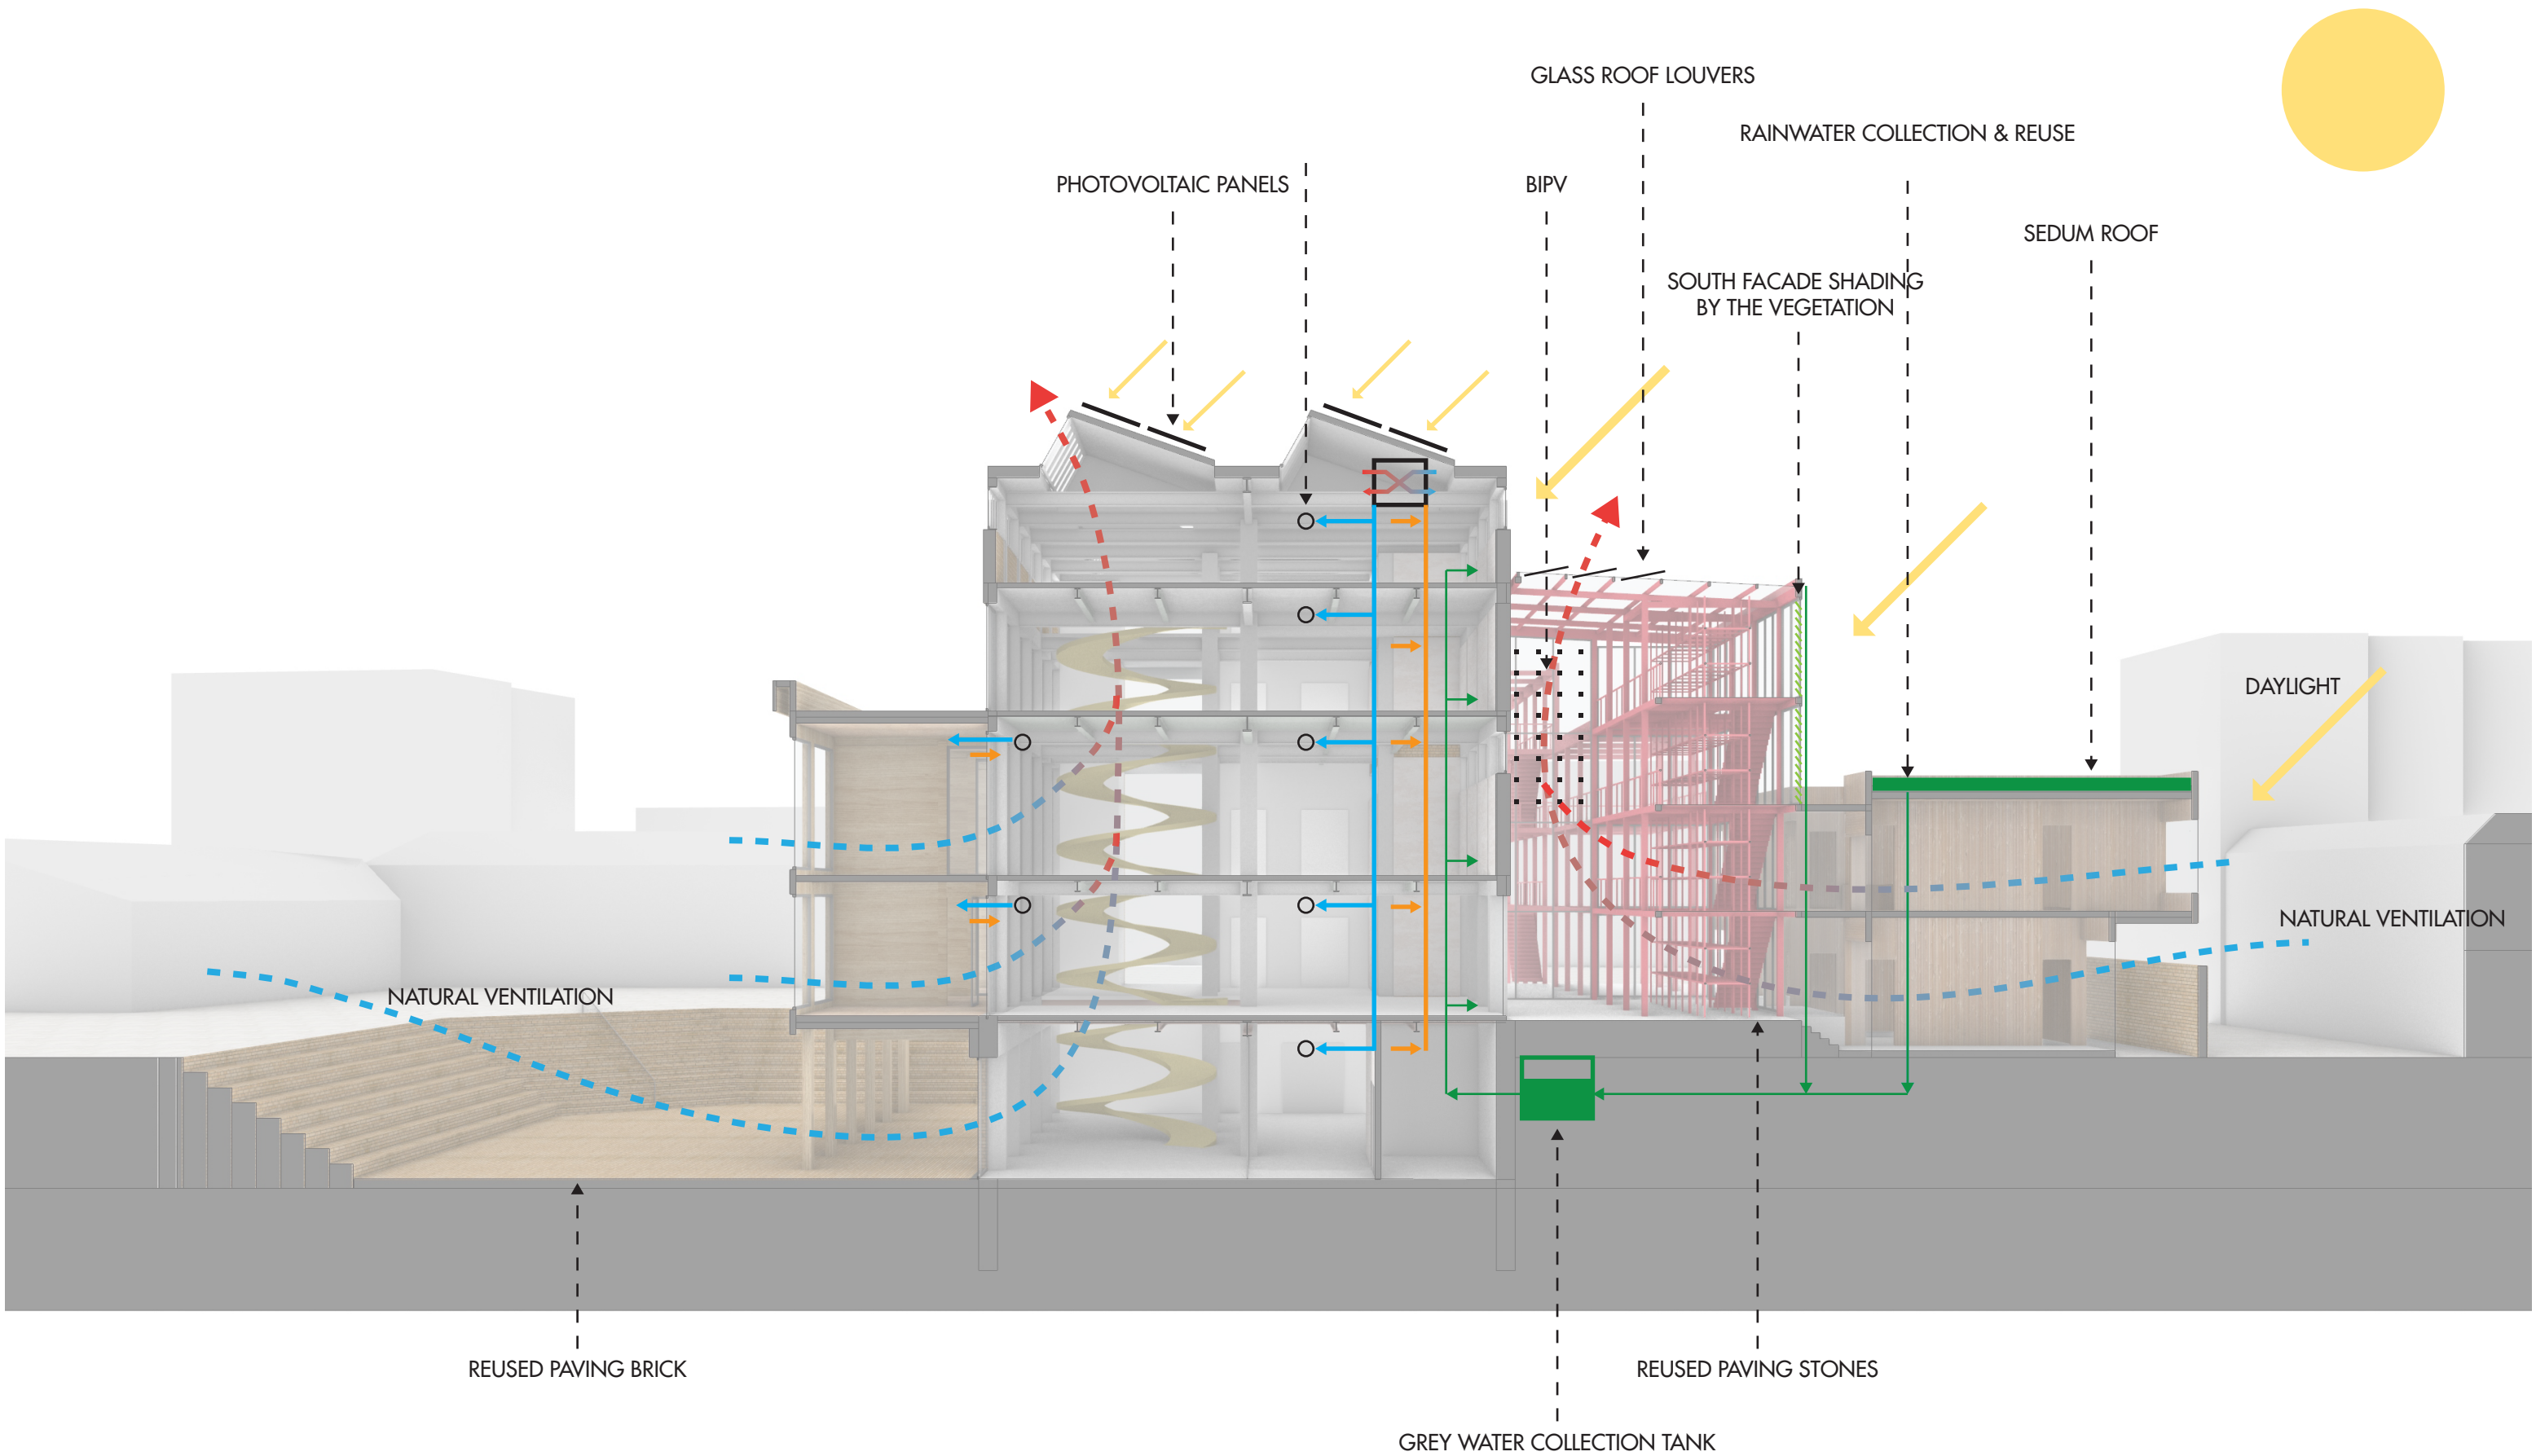 GLASS ROOF LOUVERS
RAINWATER COLLECTION & REUSE
PHOTOVOLTAIC PANELS
BIPV
SEDUM ROOF
SOUTH FACADE SHADING
BY THE VEGETATION
DAYLIGHT
NATURAL VENTILATION
NATURAL VENTILATION
REUSED PAVING BRICK
REUSED PAVING STONES
GREY WATER COLLECTION TANK